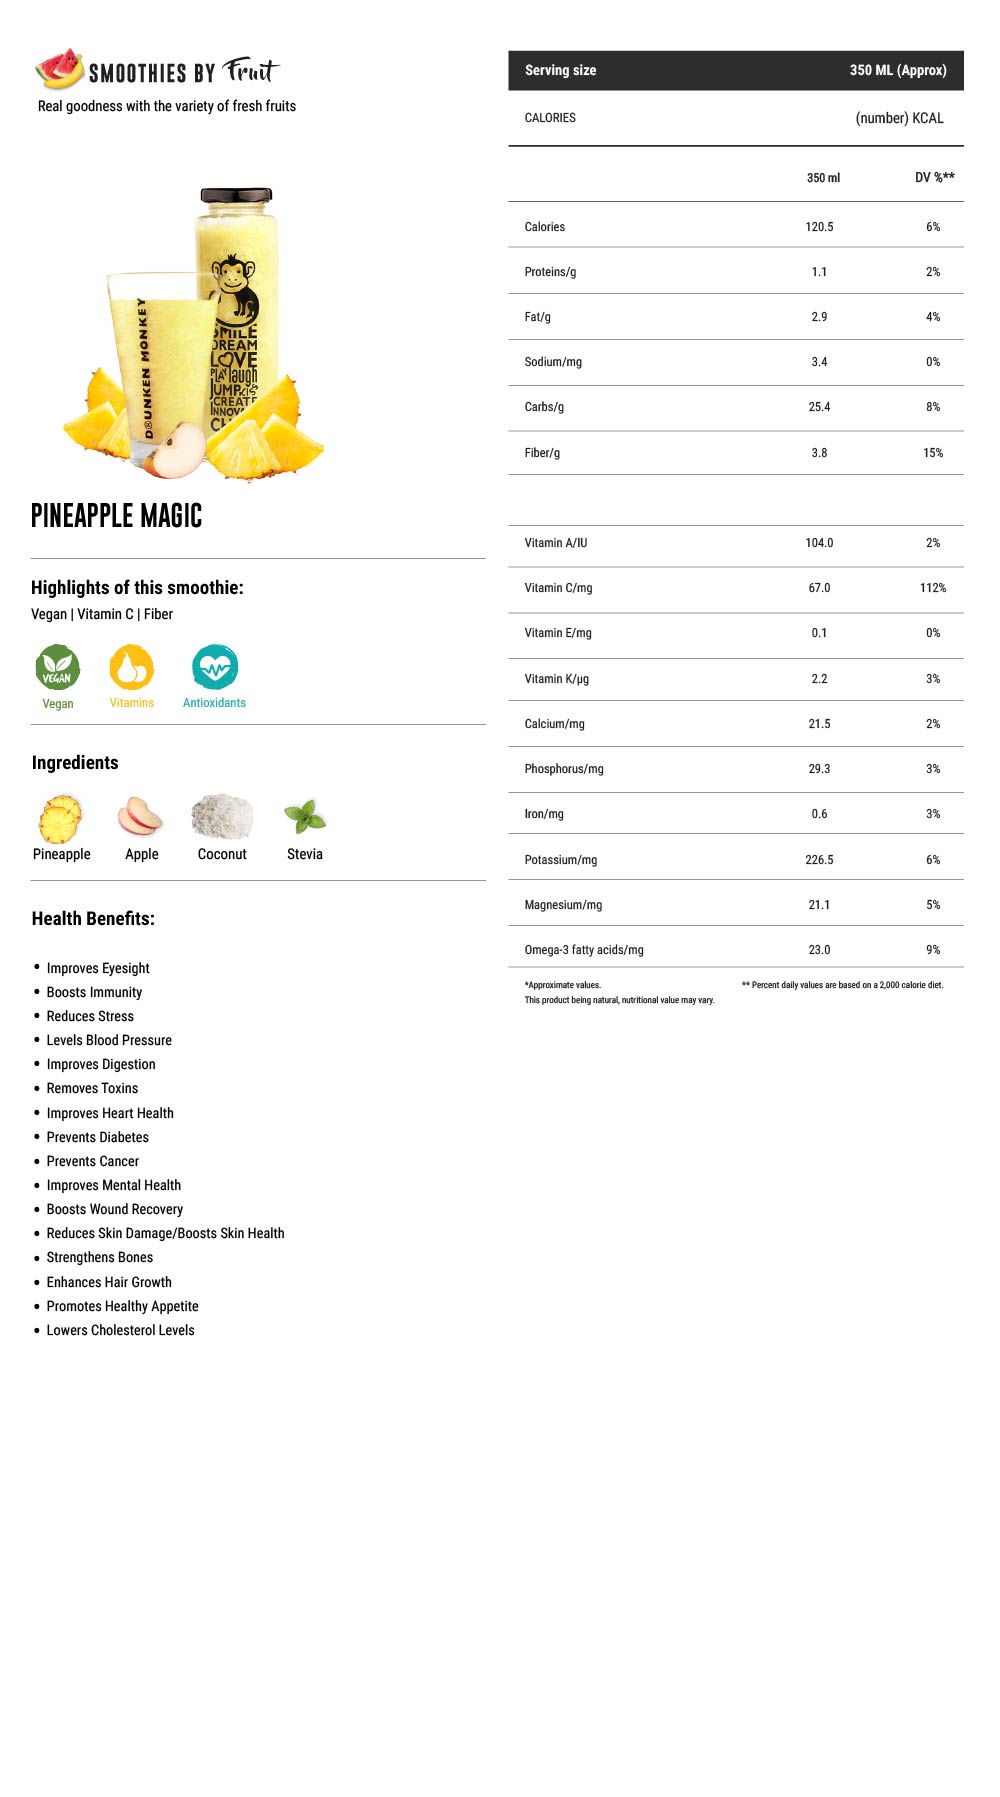 SMOOTHIES BY Fruit
Real goodness with the variety of fresh fruits
DRUNKEN MONKEY
SMILE
DREAM
LOVE
PLAY laugh
JUMP KISS
CREATE
PINEAPPLE MAGIC
Highlights of this smoothie:
Vegan | Vitamin C | Fiber
VEGAN
Vegan Vitamins Antioxidants
Ingredients
Pineapple Apple Coconut Stevia
Health Benefits:
• Improves Eyesight
• Boosts Immunity
• Reduces Stress
• Levels Blood Pressure
• Improves Digestion
• Removes Toxins
• Improves Heart Health
• Prevents Diabetes
• Prevents Cancer
• Improves Mental Health
• Boosts Wound Recovery
• Reduces Skin Damage/Boosts Skin Health
• Strengthens Bones
• Enhances Hair Growth
• Promotes Healthy Appetite
• Lowers Cholesterol Levels
Serving size 350 ML (Approx)
CALORIES (number) KCAL
350 ml DV %**
Calories 120.5 6%
Proteins/g 1.1 2%
Fat/g 2.9 4%
Sodium/mg 3.4 0%
Carbs/g 25.4 8%
Fiber/g 3.8 15%
Vitamin A/IU 104.0 2%
Vitamin C/mg 67.0 112%
Vitamin E/mg 0.1 0%
Vitamin K/µg 2.2 3%
Calcium/mg 21.5 2%
Phosphorus/mg 29.3 3%
Iron/mg 0.6 3%
Potassium/mg 226.5 6%
Magnesium/mg 21.1 5%
Omega-3 fatty acids/mg 23.0 9%
*Approximate values. ** Percent daily values are based on a 2,000 calorie diet.
This product being natural, nutritional value may vary.